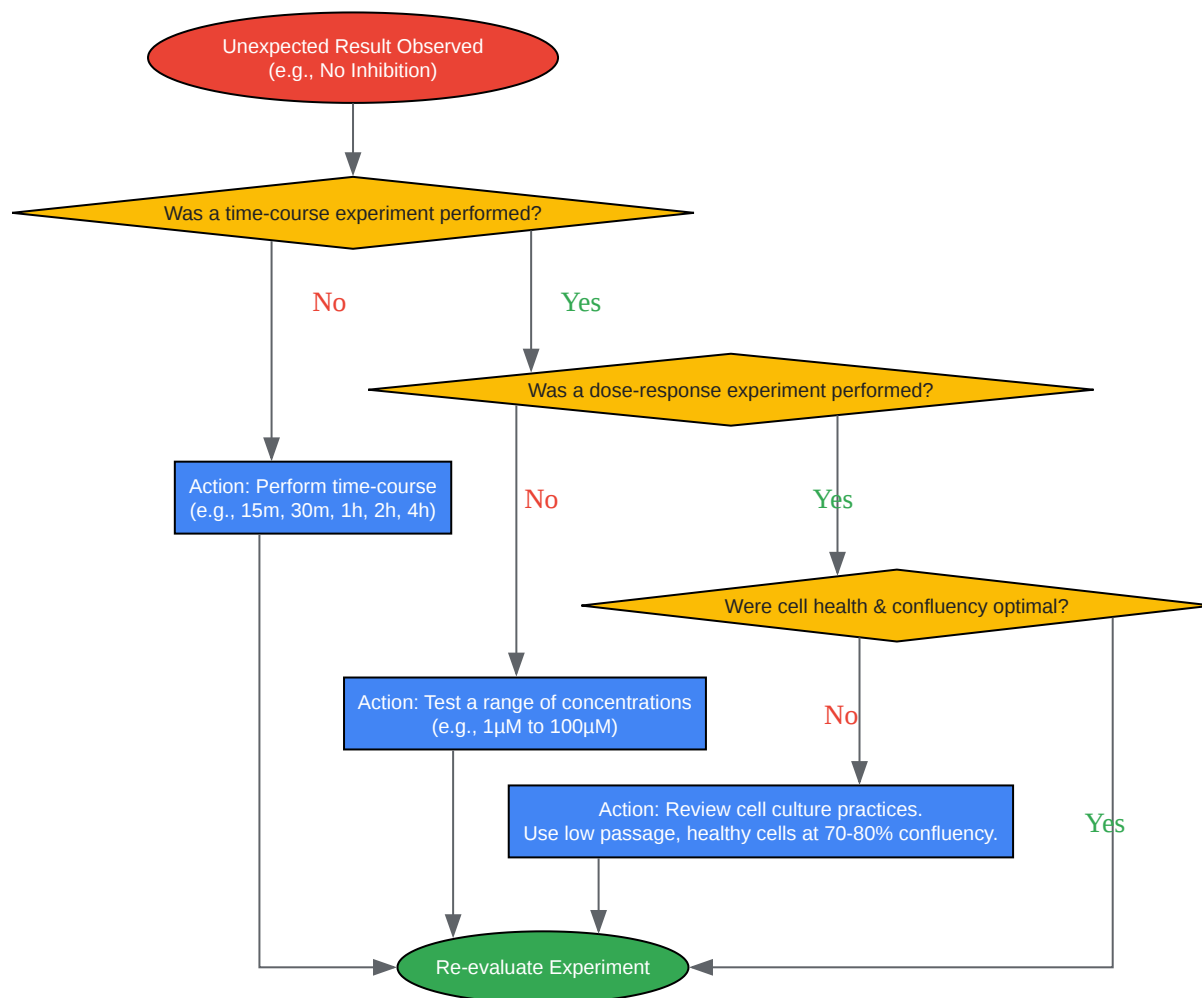 Unexpected Result Observed
(e.g., No Inhibition)
Was a time-course experiment performed?
No
Yes
Was a dose-response experiment performed?
Action: Perform time-course
(e.g., 15m, 30m, 1h, 2h, 4h)
No
Yes
Were cell health & confluency optimal?
Action: Test a range of concentrations
(e.g., 1µM to 100µM)
No
Action: Review cell culture practices.
Use low passage, healthy cells at 70-80% confluency.
Yes
Re-evaluate Experiment